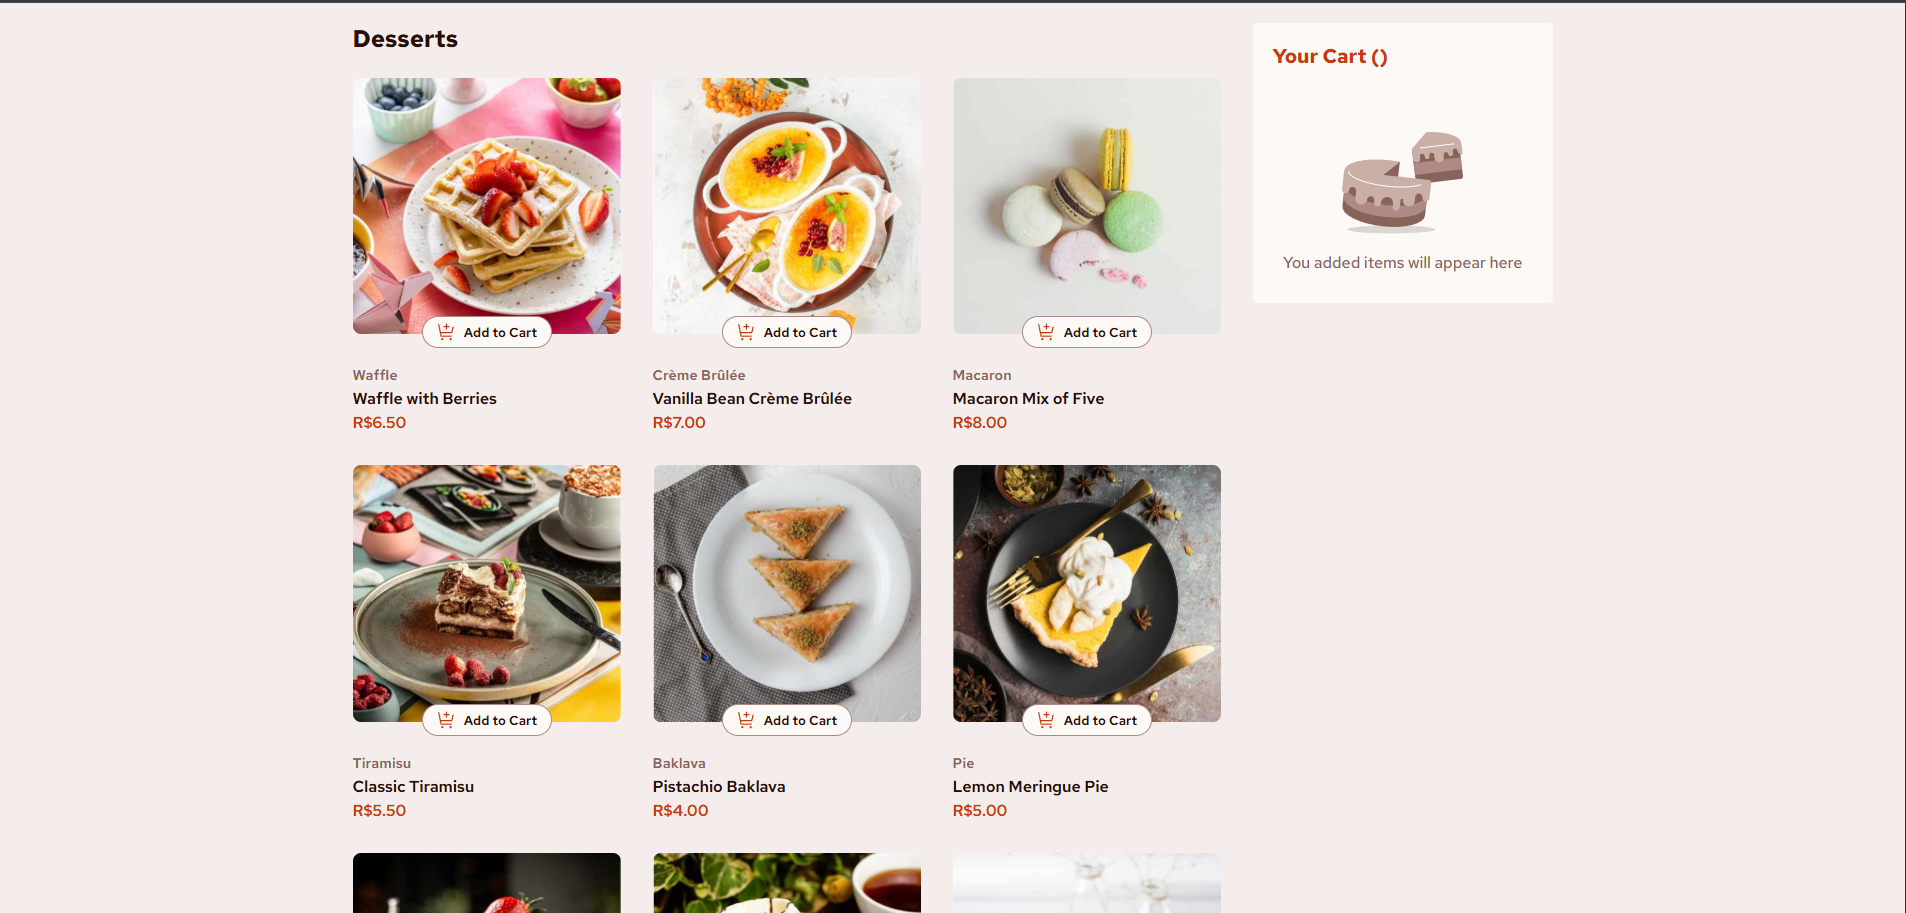 Desserts
Your Cart ()
You added items will appear here
Add to Cart
Add to Cart
Add to Cart
Waffle
Waffle with Berries
R$6.50
Crème Brûlée
Vanilla Bean Crème Brûlée
R$7.00
Macaron
Macaron Mix of Five
R$8.00
Add to Cart
Add to Cart
Add to Cart
Tiramisu
Classic Tiramisu
R$5.50
Baklava
Pistachio Baklava
R$4.00
Pie
Lemon Meringue Pie
R$5.00